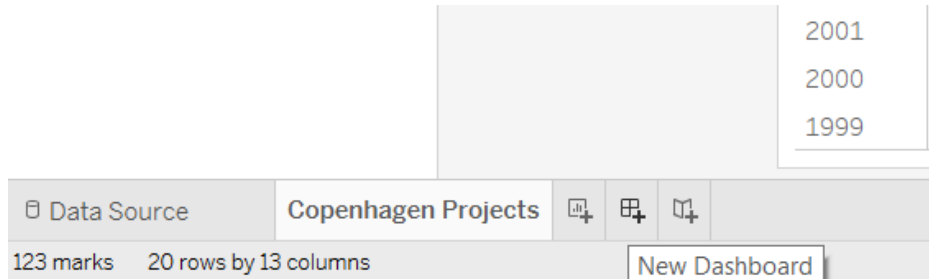 2001
2000
1999
Data Source Copenhagen Projects
123 marks 20 rows by 13 columns New Dashboard